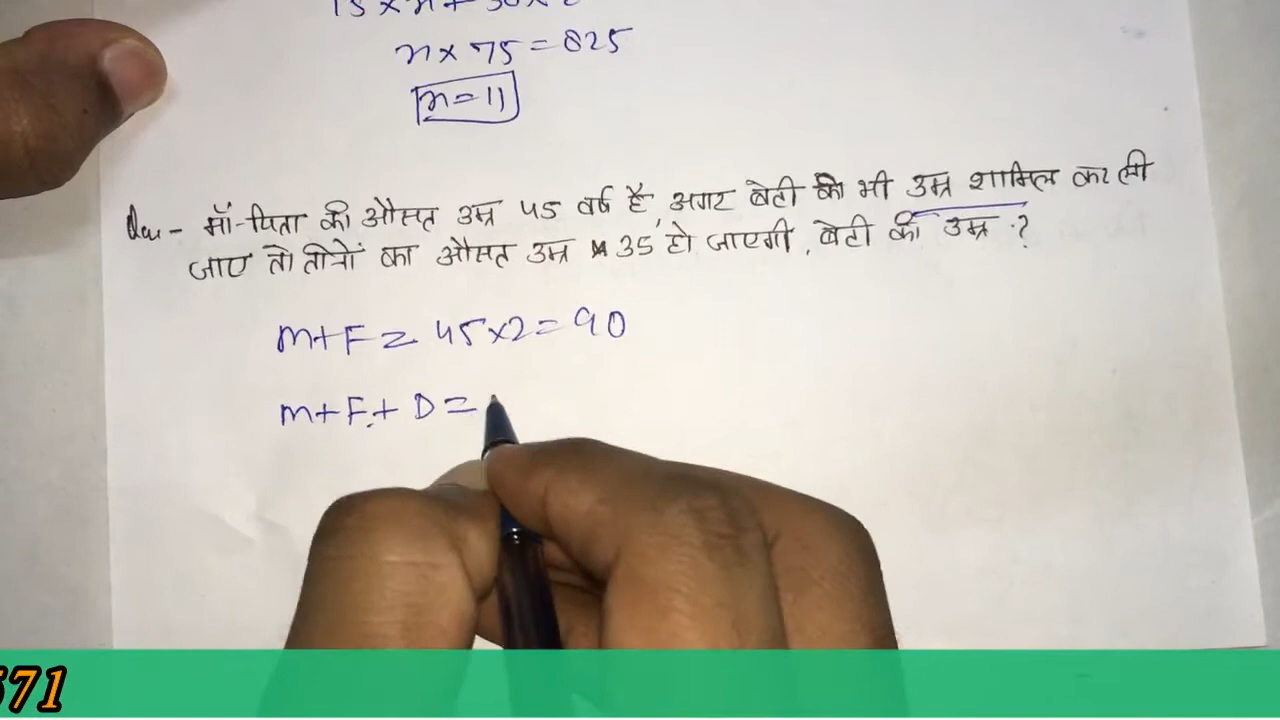 n × 75 = 825
n = 11
Que - माँ-पिता की औसत उम्र 45 वर्ष है, अगर बेटी की भी उम्र शामिल कर ली
जाए तो तीनों का औसत उम्र 35 हो जाएगी, बेटी की उम्र ?
M+F = 45×2 = 90
M+F+D =
571